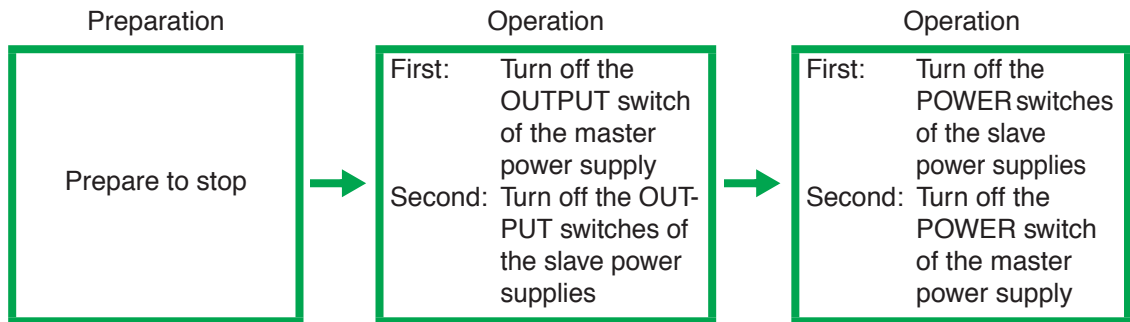 Preparation
Prepare to stop
Operation
First: Turn off the
OUTPUT switch
of the master
power supply
Second: Turn off the OUT-
PUT switches of
the slave power
supplies
Operation
First: Turn off the
POWER switches
of the slave
power supplies
Second: Turn off the
POWER switch
of the master
power supply